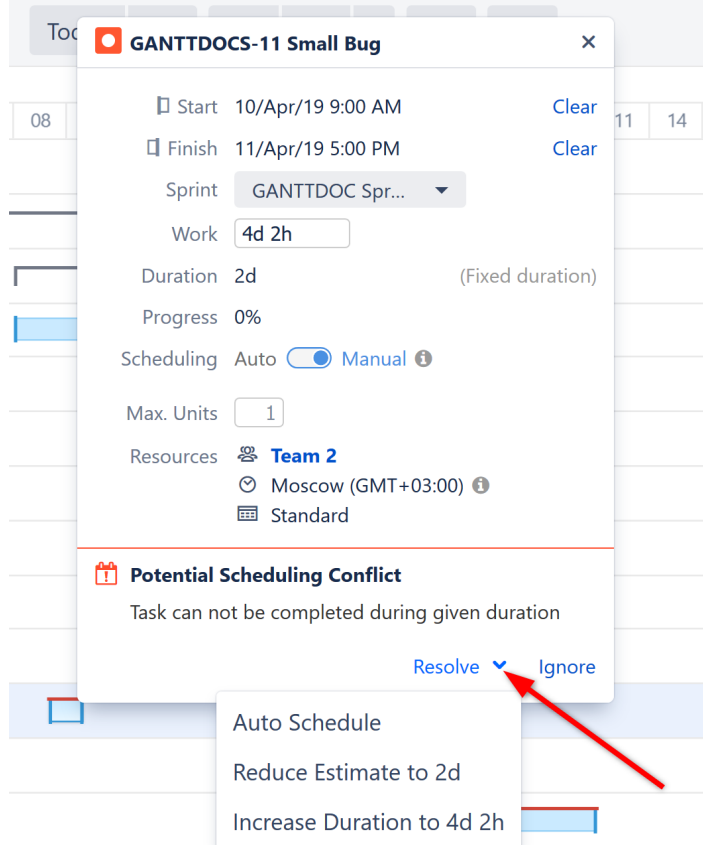 GANTTDOCS-11 Small Bug
08
11
14
Start 10/Apr/19 9:00 AM Clear
Finish 11/Apr/19 5:00 PM Clear
Sprint GANTTDOC Spr...
Work 4d 2h
Duration 2d (Fixed duration)
Progress 0%
Scheduling Auto Manual
Max. Units 1
Resources Team 2
Moscow (GMT+03:00)
Standard
Potential Scheduling Conflict
Task can not be completed during given duration
Resolve Ignore
Auto Schedule
Reduce Estimate to 2d
Increase Duration to 4d 2h